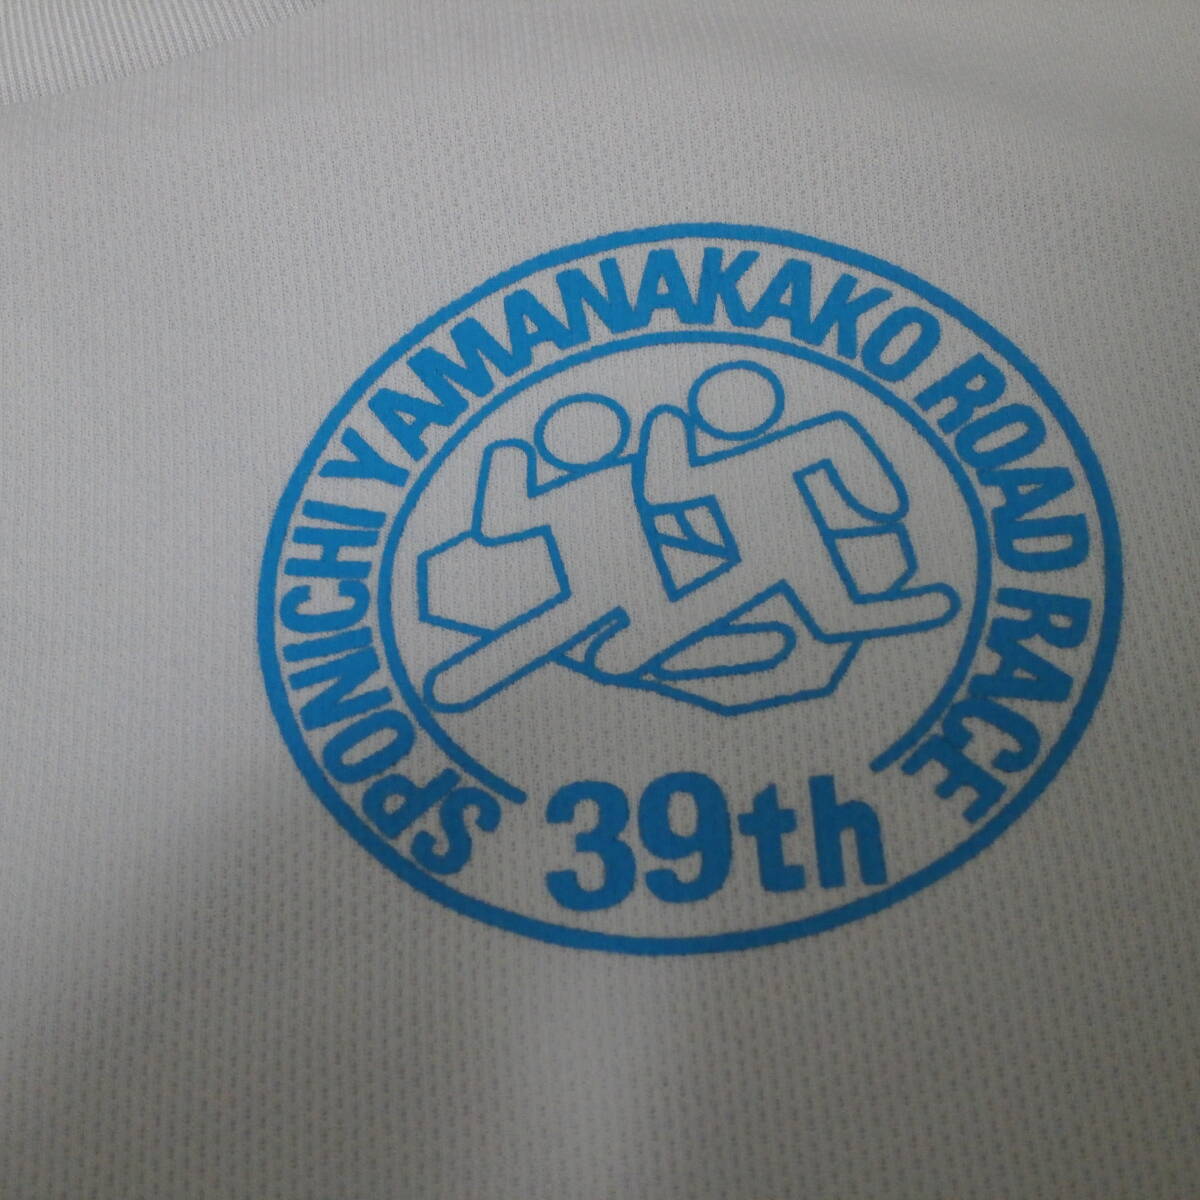 SPONICHI YAMANAKAKO ROAD RACE
39th